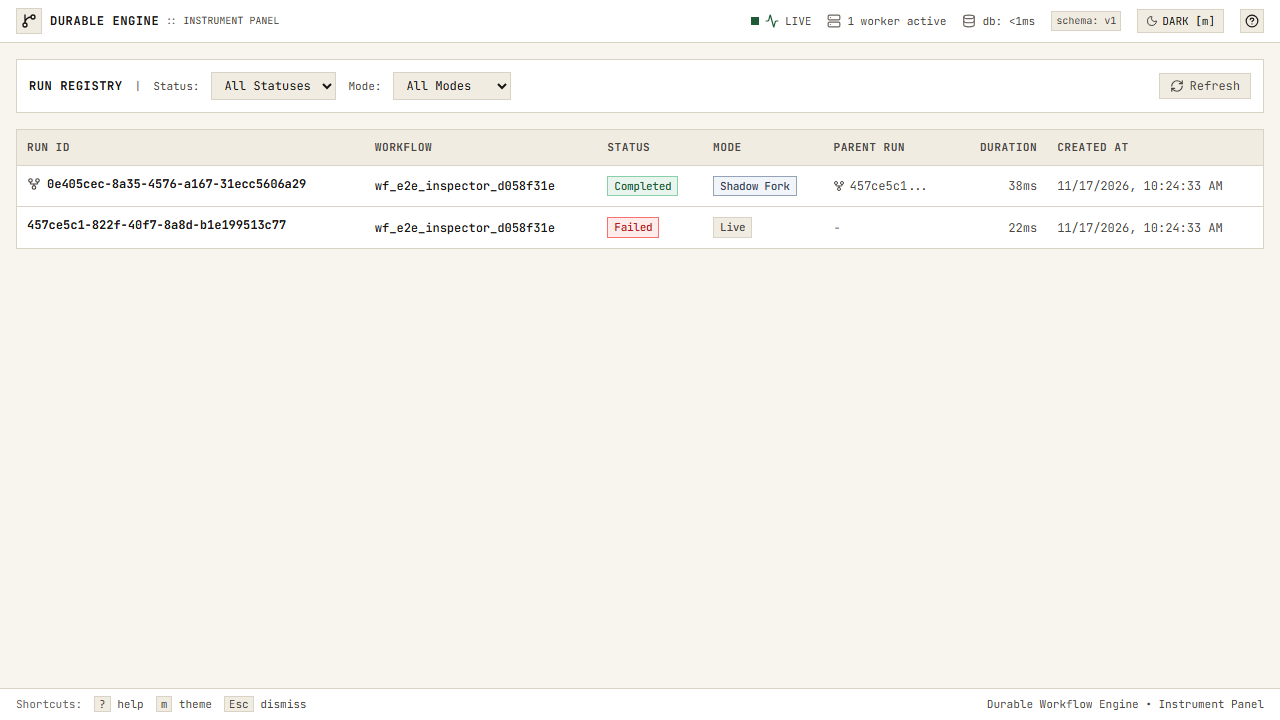 DURABLE ENGINE :: INSTRUMENT PANEL LIVE 1 worker active db: <1ms schema: v1 DARK [m]
RUN REGISTRY | Status: All Statuses Mode: All Modes Refresh
RUN ID WORKFLOW STATUS MODE PARENT RUN DURATION CREATED AT
0e405cec-8a35-4576-a167-31ecc5606a29 wf_e2e_inspector_d058f31e Completed Shadow Fork 457ce5c1... 38ms 11/17/2026, 10:24:33 AM
457ce5c1-822f-40f7-8a8d-b1e199513c77 wf_e2e_inspector_d058f31e Failed Live - 22ms 11/17/2026, 10:24:33 AM
Shortcuts: ? help m theme Esc dismiss Durable Workflow Engine • Instrument Panel